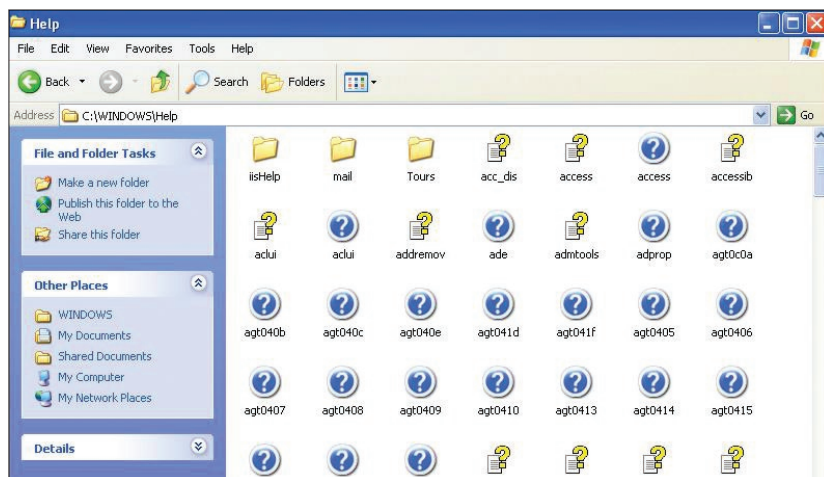 Help
File Edit View Favorites Tools Help
Back Search Folders
Address C:\WINDOWS\Help Go
File and Folder Tasks
Make a new folder
Publish this folder to the
Web
Share this folder
Other Places
WINDOWS
My Documents
Shared Documents
My Computer
My Network Places
Details
iisHelp mail Tours acc_dis access access accessib
aclui aclui addremov ade admtools adprop agt0c0a
agt040b agt040c agt040e agt041d agt041f agt0405 agt0406
agt0407 agt0408 agt0409 agt0410 agt0413 agt0414 agt0415